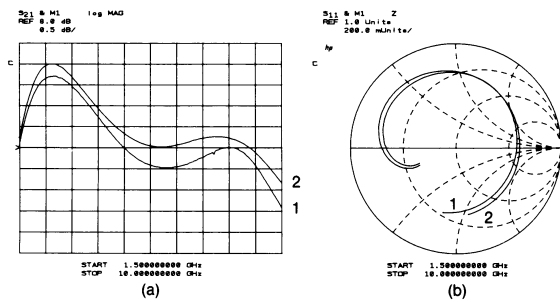 S21 & M1 log MAG
REF 8.0 dB
0.5 dB/
C
>
2
1
START 1.500000000 GHz
STOP 10.000000000 GHz
(a)
S11 & M1 Z
REF 1.0 Units
200.0 mUnits/
hp
C
1
2
START 1.500000000 GHz
STOP 10.000000000 GHz
(b)